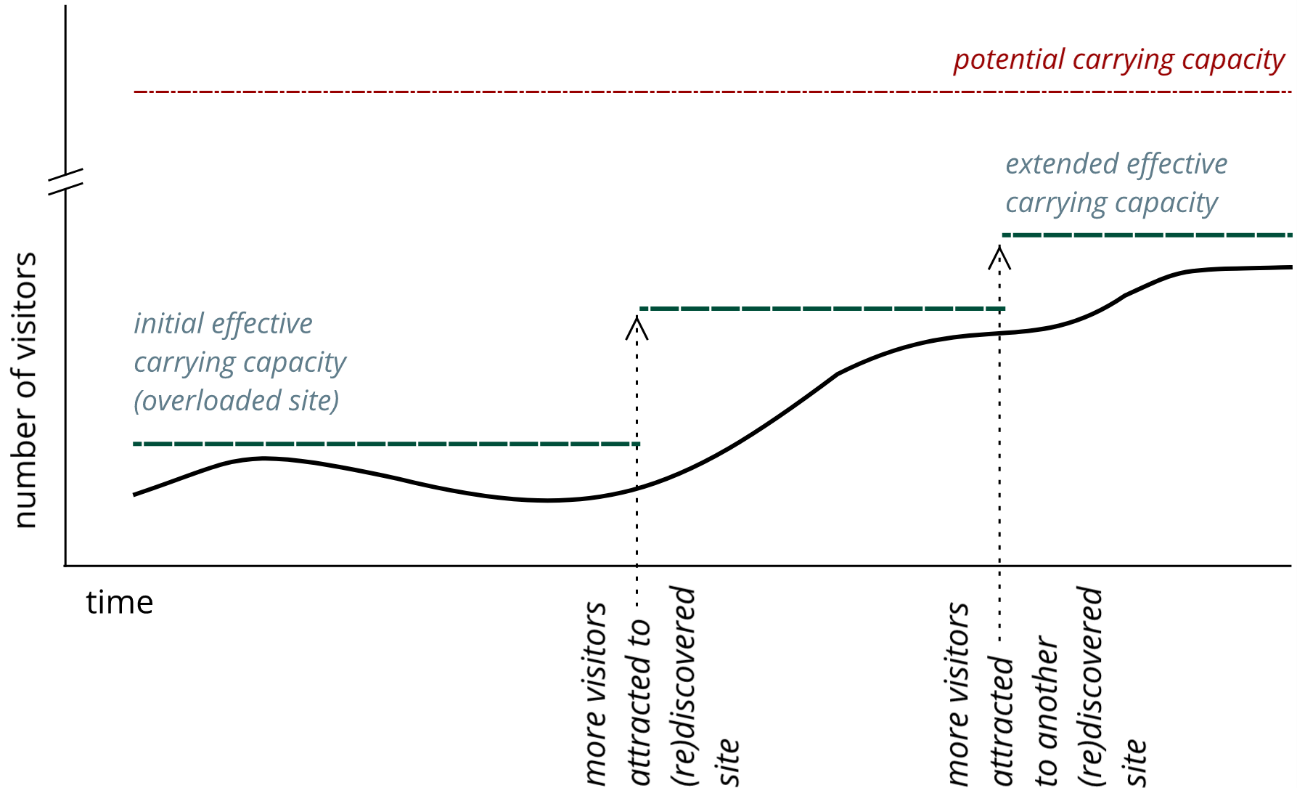 potential carrying capacity
extended effective
carrying capacity
initial effective
carrying capacity
(overloaded site)
number of visitors
time
more visitors
attracted to
(re)discovered
site
more visitors
attracted
to another
(re)discovered
site